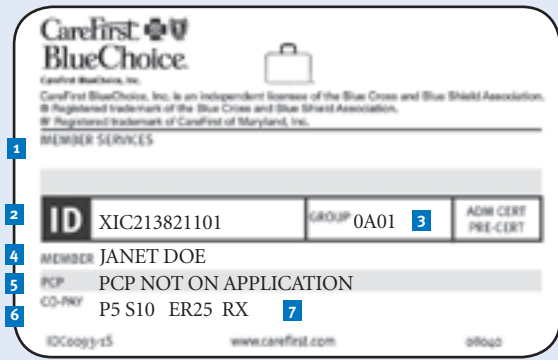 CareFirst
BlueChoice.
CareFirst BlueChoice, Inc.
CareFirst BlueChoice, Inc. is an independent licensee of the Blue Cross and Blue Shield Association.
® Registered trademark of the Blue Cross and Blue Shield Association.
®' Registered trademark of CareFirst of Maryland, Inc.
1
MEMBER SERVICES
2 ID XIC213821101 GROUP 0A01 3 ADM CERT
PRE-CERT
4 MEMBER JANET DOE
5 PCP PCP NOT ON APPLICATION
6 CO-PAY P5 S10 ER25 RX 7
IDC0093-1S www.carefirst.com 08040